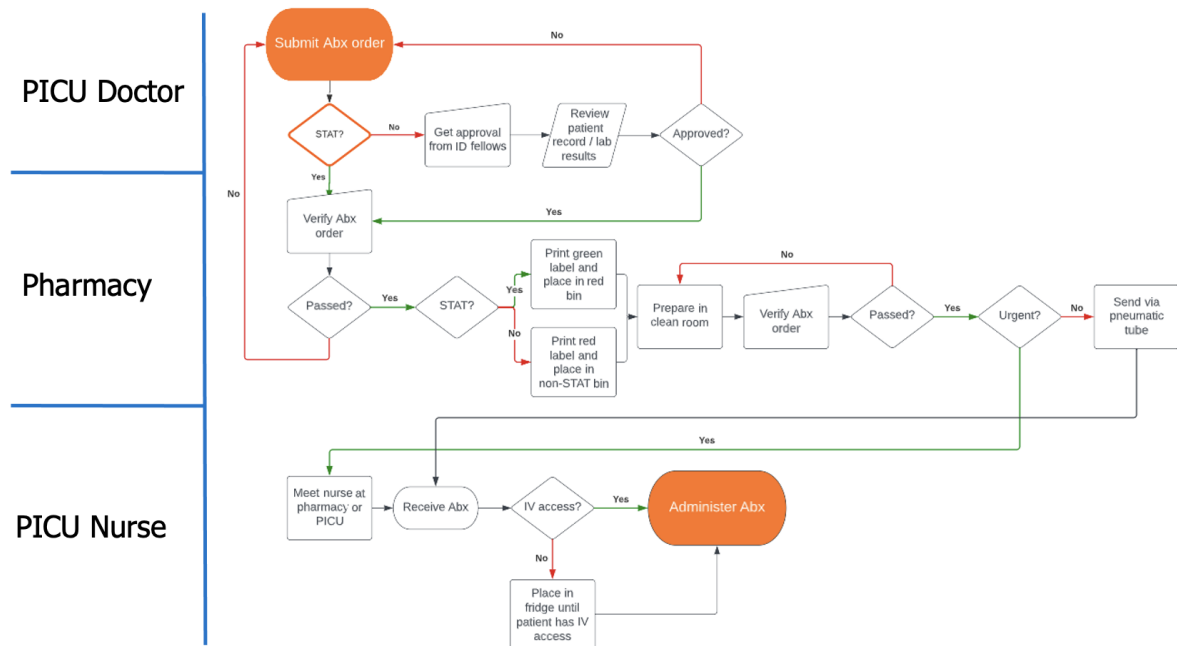 PICU Doctor
Submit Abx order
No
STAT?
No
Get approval
from ID fellows
Review
patient
record / lab
results
Approved?
Yes
No
Yes
Pharmacy
Verify Abx
order
Passed?
Yes
No
STAT?
Yes
No
Print green
label and
place in red
bin
Print red
label and
place in
non-STAT bin
Prepare in
clean room
No
Verify Abx
order
Passed?
Yes
Urgent?
No
Send via
pneumatic
tube
Yes
PICU Nurse
Meet nurse at
pharmacy or
PICU
Receive Abx
IV access?
Yes
No
Administer Abx
Place in
fridge until
patient has IV
access